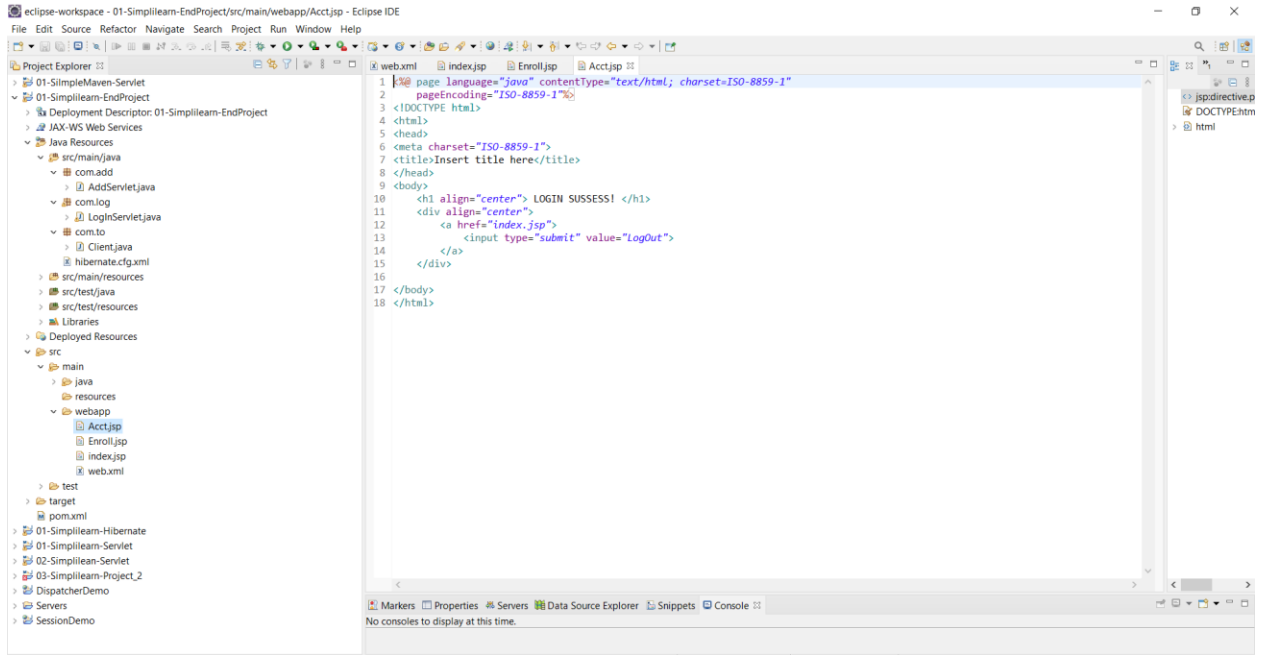 eclipse-workspace - 01-Simplilearn-EndProject/src/main/webapp/Acct.jsp - Eclipse IDE
File Edit Source Refactor Navigate Search Project Run Window Help
Project Explorer
01-SilmpleMaven-Servlet
01-Simplilearn-EndProject
Deployment Descriptor: 01-Simplilearn-EndProject
JAX-WS Web Services
Java Resources
src/main/java
com.add
AddServlet.java
com.log
LogInServlet.java
com.to
Client.java
hibernate.cfg.xml
src/main/resources
src/test/java
src/test/resources
Libraries
Deployed Resources
src
main
java
resources
webapp
Acct.jsp
Enroll.jsp
index.jsp
web.xml
test
target
pom.xml
01-Simplilearn-Hibernate
01-Simplilearn-Servlet
02-Simplilean-Servlet
03-Simplilearn-Project_2
DispatcherDemo
Servers
SessionDemo
web.xml index.jsp Enroll.jsp Acct.jsp
1 <%@ page language="java" contentType="text/html; charset=ISO-8859-1"
2 pageEncoding="ISO-8859-1"%>
3 <!DOCTYPE html>
4 <html>
5 <head>
6 <meta charset="ISO-8859-1">
7 <title>Insert title here</title>
8 </head>
9 <body>
10 <h1 align="center"> LOGIN SUSSESS! </h1>
11 <div align="center">
12 <a href="index.jsp">
13 <input type="submit" value="LogOut">
14 </a>
15 </div>
16
17 </body>
18 </html>
jsp:directive.p
DOCTYPE:htm
html
Markers Properties Servers Data Source Explorer Snippets Console
No consoles to display at this time.